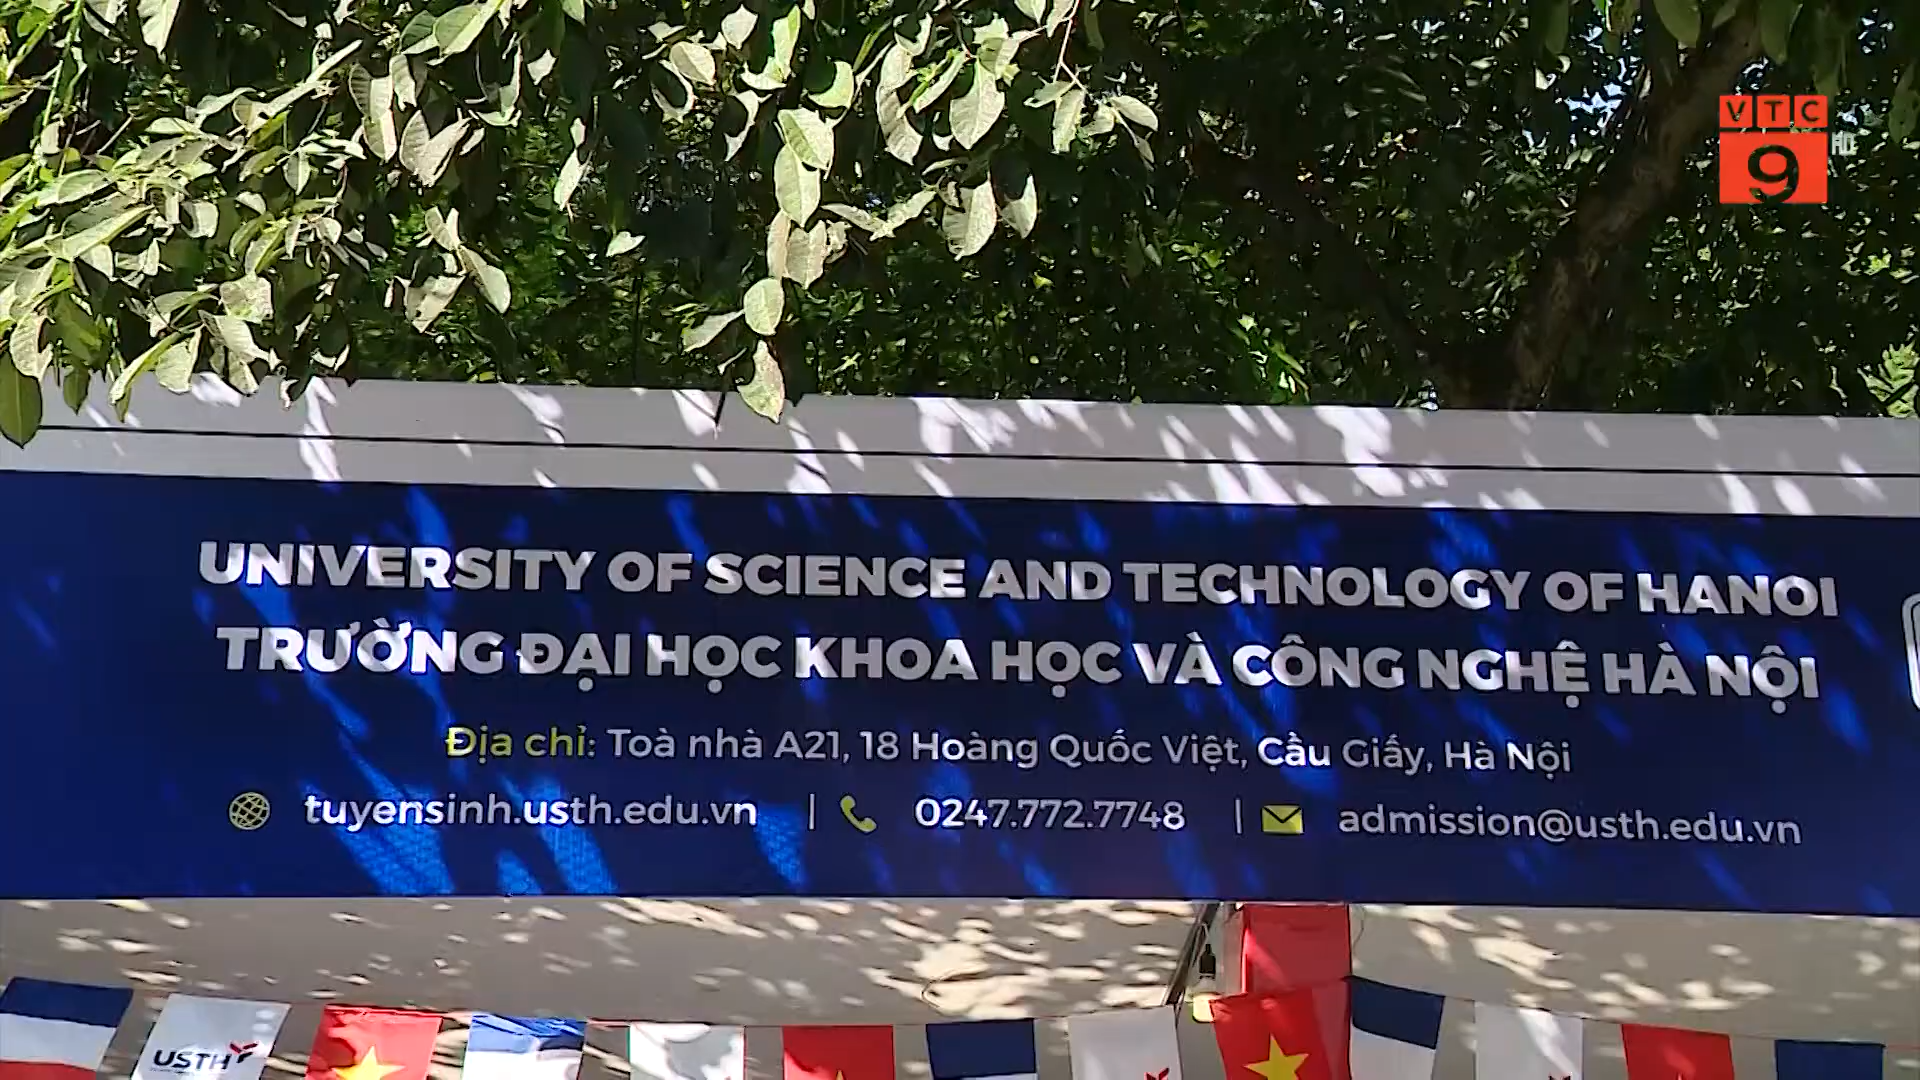 VTC
9
HD
UNIVERSITY OF SCIENCE AND TECHNOLOGY OF HANOI
TRƯỜNG ĐẠI HỌC KHOA HỌC VÀ CÔNG NGHỆ HÀ NỘI
Địa chỉ: Toà nhà A21, 18 Hoàng Quốc Việt, Cầu Giấy, Hà Nội
tuyensinh.usth.edu.vn | 0247.772.7748 | admission@usth.edu.vn
USTH